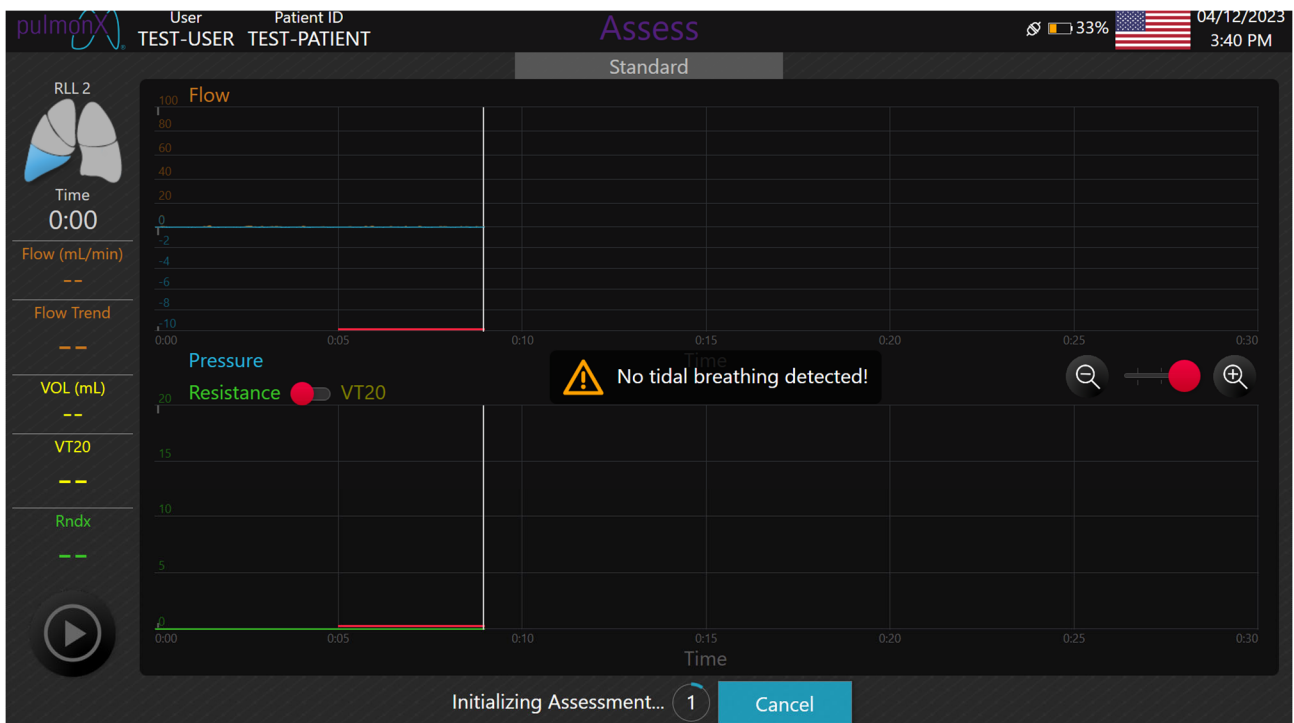 pulmonX
User Patient ID
TEST-USER TEST-PATIENT
Assess
33%
04/12/2023
3:40 PM
Standard
RLL 2
Time
0:00
Flow (mL/min)
--
Flow Trend
--
VOL (mL)
--
VT20
--
Rndx
--
Flow
100
80
60
40
20
0
-2
-4
-6
-8
-10
0:00 0:05 0:10 0:15 0:20 0:25 0:30
Time
Pressure
No tidal breathing detected!
Resistance VT20
20
15
10
5
0
0:00 0:05 0:10 0:15 0:20 0:25 0:30
Time
Initializing Assessment... 1 Cancel